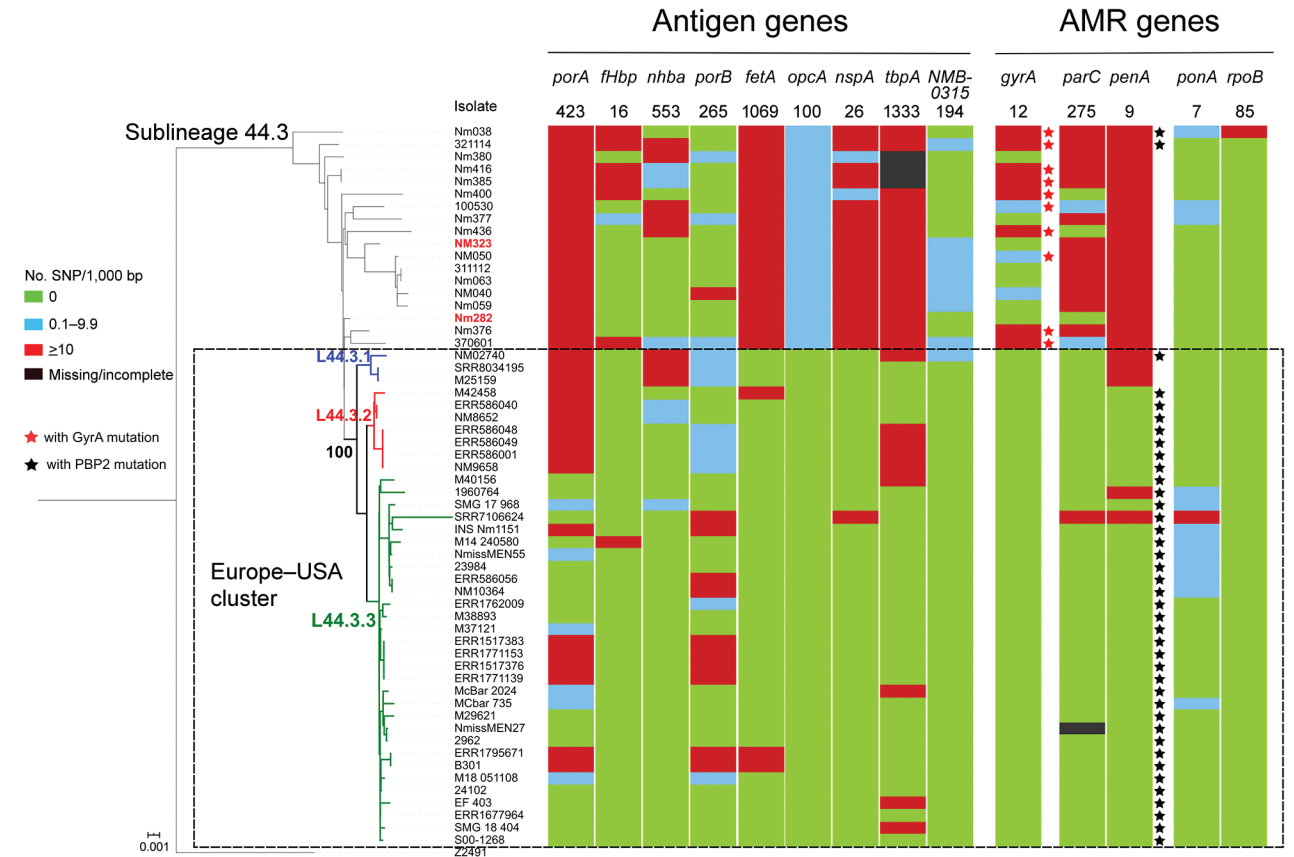 Antigen genes AMR genes
porA fHbp nhba porB fetA opcA nspA tbpA NMB-0315 gyrA parC penA ponA rpoB
Isolate 423 16 553 265 1069 100 26 1333 194 12 275 9 7 85
Sublineage 44.3
Nm038
321114
Nm380
Nm416
Nm385
Nm400
100530
Nm377
Nm436
NM323
NM050
311112
Nm063
NM040
Nm059
Nm282
Nm376
370601
No. SNP/1,000 bp
0
0.1–9.9
≥10
Missing/incomplete
with GyrA mutation
with PBP2 mutation
L44.3.1
L44.3.2
100
Europe–USA
cluster
L44.3.3
NM02740
SRR8034195
M25159
M42458
ERR586040
NM8652
ERR586048
ERR586049
ERR586001
NM9658
M40156
1960764
SMG 17 968
SRR7106624
INS Nm1151
M14 240580
NmissMEN55
23984
ERR586056
NM10364
ERR1762009
M38893
M37121
ERR1517383
ERR1771153
ERR1517376
ERR1771139
McBar 2024
MCbar 735
M29621
NmissMEN27
2962
ERR1795671
B301
M18 051108
24102
EF 403
ERR1677964
SMG 18 404
S00-1268
Z2491
0.001